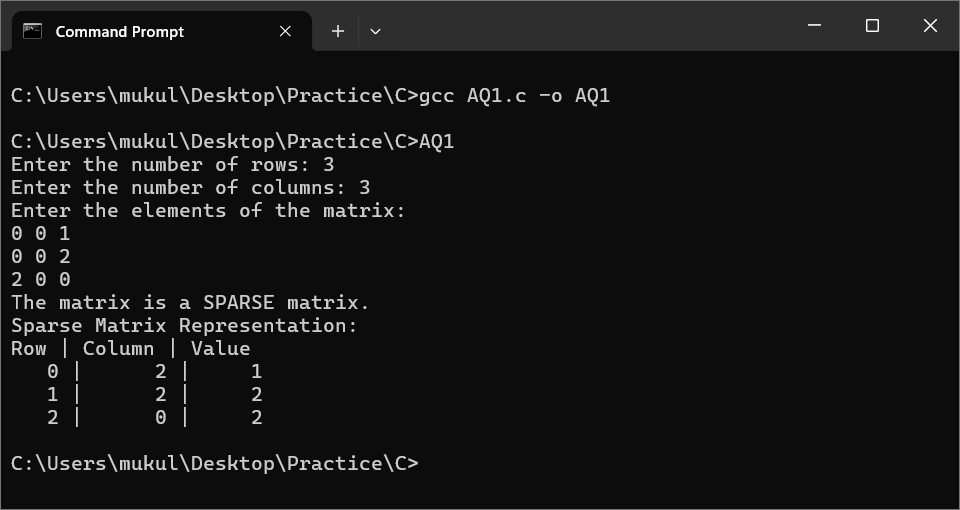 Command Prompt
C:\Users\mukul\Desktop\Practice\C>gcc AQ1.c -o AQ1
C:\Users\mukul\Desktop\Practice\C>AQ1
Enter the number of rows: 3
Enter the number of columns: 3
Enter the elements of the matrix:
0 0 1
0 0 2
2 0 0
The matrix is a SPARSE matrix.
Sparse Matrix Representation:
Row | Column | Value
   0 |      2 |     1
   1 |      2 |     2
   2 |      0 |     2
C:\Users\mukul\Desktop\Practice\C>